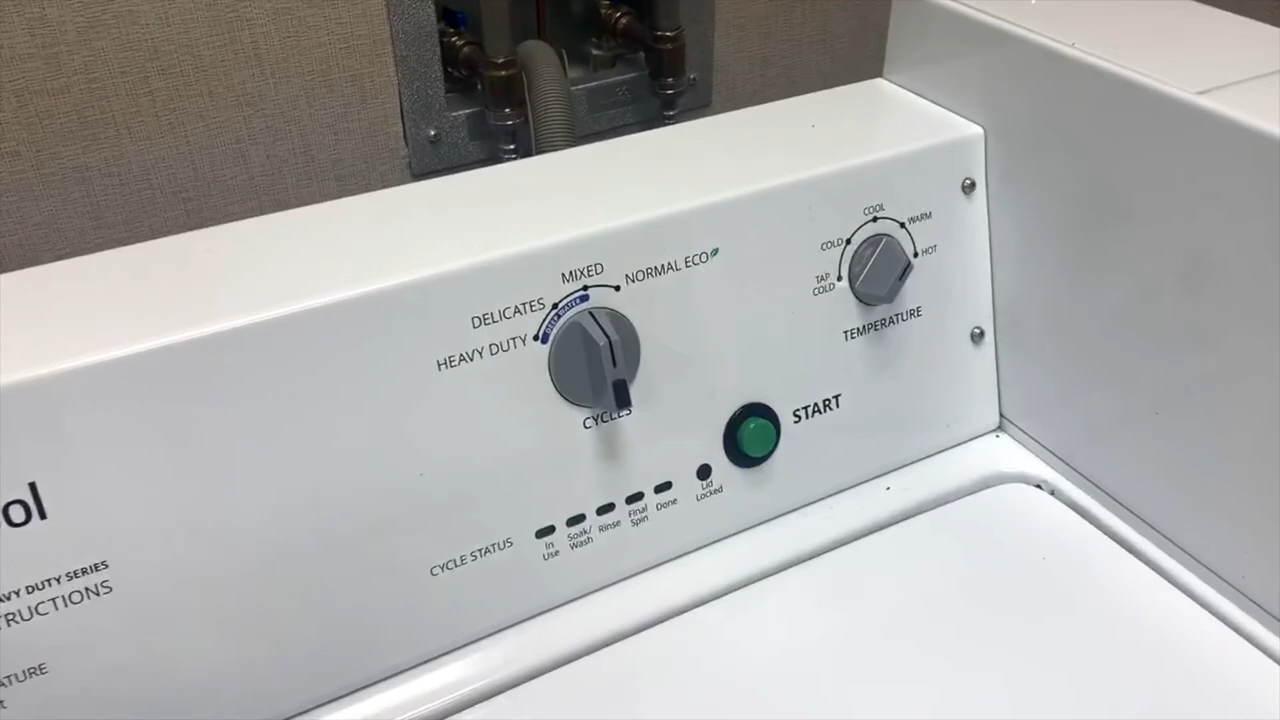 COOL
WARM
COLD
HOT
TAP
COLD
TEMPERATURE
MIXED
NORMAL ECO
DELICATES
DEEP WATER
HEAVY DUTY
CYCLES
START
CYCLE STATUS
In
Use
Soak/
Wash
Rinse
Final
Spin
Done
Lid
Locked
ool
AVY DUTY SERIES
TRUCTIONS
ATURE
t